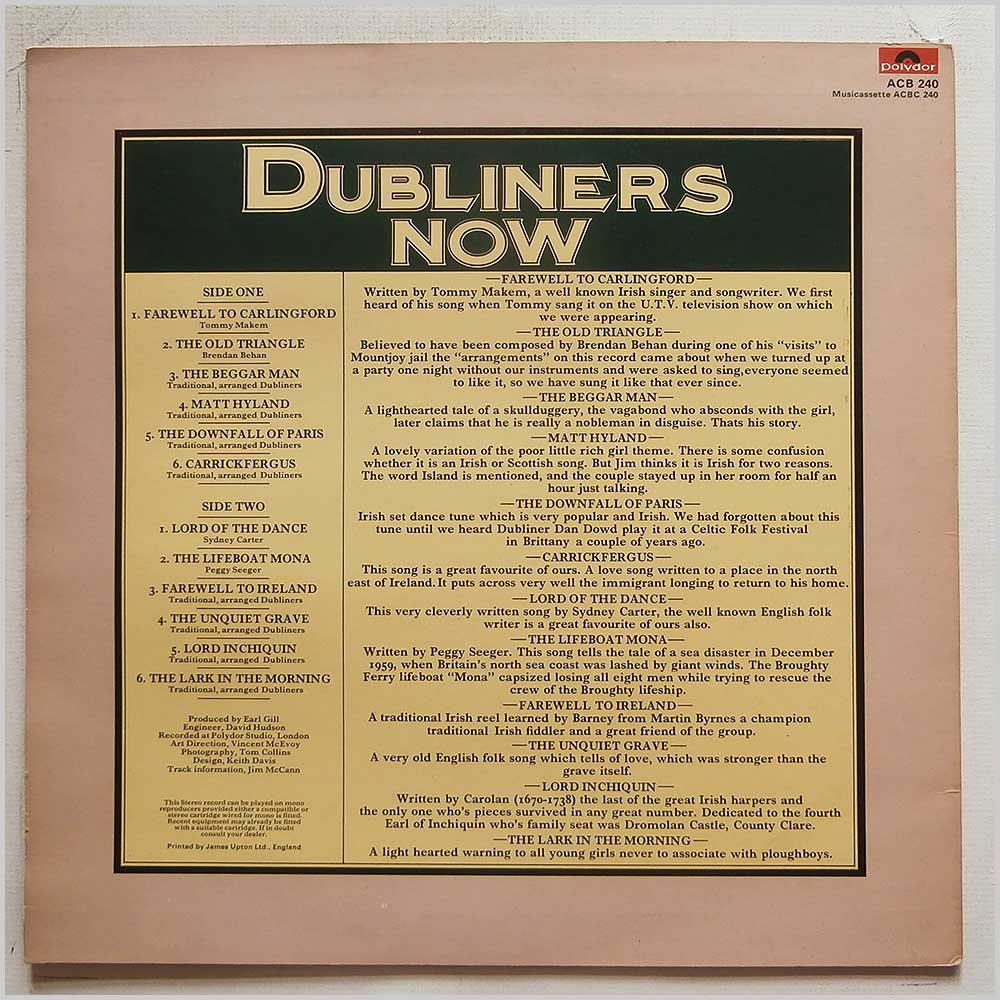 polydor
ACB 240
Musicassette ACBC 240
DUBLINERS
NOW
SIDE ONE
1. FAREWELL TO CARLINGFORD
Tommy Makem
2. THE OLD TRIANGLE
Brendan Behan
3. THE BEGGAR MAN
Traditional, arranged Dubliners
4. MATT HYLAND
Traditional, arranged Dubliners
5. THE DOWNFALL OF PARIS
Traditional, arranged Dubliners
6. CARRICKFERGUS
Traditional, arranged Dubliners
SIDE TWO
1. LORD OF THE DANCE
Sydney Carter
2. THE LIFEBOAT MONA
Peggy Seeger
3. FAREWELL TO IRELAND
Traditional, arranged Dubliners
4. THE UNQUIET GRAVE
Traditional, arranged Dubliners
5. LORD INCHIQUIN
Traditional, arranged Dubliners
6. THE LARK IN THE MORNING
Traditional, arranged Dubliners
Produced by Earl Gill
Engineer, David Hudson
Recorded at Polydor Studio, London
Art Direction, Vincent McEvoy
Photography, Tom Collins
Design, Keith Davis
Track information, Jim McCann
This Stereo record can be played on mono
reproducers provided either a compatible or
stereo cartridge wired for mono is fitted.
Recent equipment may already be fitted
with a suitable cartridge. If in doubt
consult your dealer.
Printed by James Upton Ltd., England
—FAREWELL TO CARLINGFORD—
Written by Tommy Makem, a well known Irish singer and songwriter. We first
heard of his song when Tommy sang it on the U.T.V. television show on which
we were appearing.
—THE OLD TRIANGLE—
Believed to have been composed by Brendan Behan during one of his "visits" to
Mountjoy jail the "arrangements" on this record came about when we turned up at
a party one night without our instruments and were asked to sing,everyone seemed
to like it, so we have sung it like that ever since.
—THE BEGGAR MAN—
A lighthearted tale of a skullduggery, the vagabond who absconds with the girl,
later claims that he is really a nobleman in disguise. Thats his story.
—MATT HYLAND—
A lovely variation of the poor little rich girl theme. There is some confusion
whether it is an Irish or Scottish song. But Jim thinks it is Irish for two reasons.
The word Island is mentioned, and the couple stayed up in her room for half an
hour just talking.
—THE DOWNFALL OF PARIS—
Irish set dance tune which is very popular and Irish. We had forgotten about this
tune until we heard Dubliner Dan Dowd play it at a Celtic Folk Festival
in Brittany a couple of years ago.
—CARRICKFERGUS—
This song is a great favourite of ours. A love song written to a place in the north
east of Ireland.It puts across very well the immigrant longing to return to his home.
—LORD OF THE DANCE—
This very cleverly written song by Sydney Carter, the well known English folk
writer is a great favourite of ours also.
—THE LIFEBOAT MONA—
Written by Peggy Seeger. This song tells the tale of a sea disaster in December
1959, when Britain's north sea coast was lashed by giant winds. The Broughty
Ferry lifeboat "Mona" capsized losing all eight men while trying to rescue the
crew of the Broughty lifeship.
—FAREWELL TO IRELAND—
A traditional Irish reel learned by Barney from Martin Byrnes a champion
traditional Irish fiddler and a great friend of the group.
—THE UNQUIET GRAVE—
A very old English folk song which tells of love, which was stronger than the
grave itself.
—LORD INCHIQUIN—
Written by Carolan (1670-1738) the last of the great Irish harpers and
the only one who's pieces survived in any great number. Dedicated to the fourth
Earl of Inchiquin who's family seat was Dromolan Castle, County Clare.
—THE LARK IN THE MORNING—
A light hearted warning to all young girls never to associate with ploughboys.